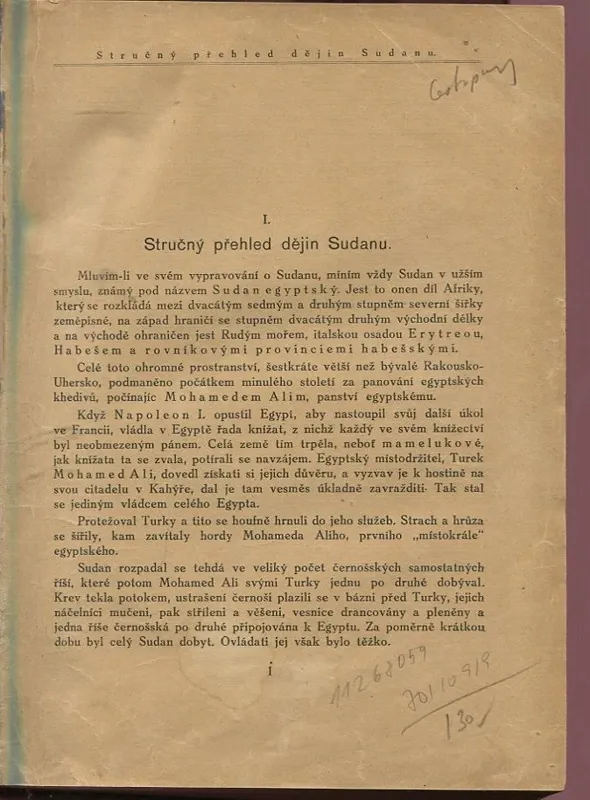 Stručný přehled dějin Sudanu.
Cestopisy
I.
Stručný přehled dějin Sudanu.
Mluvím-li ve svém vypravování o Sudanu, míním vždy Sudan v užším
smyslu, známý pod názvem Sudan egyptský. Jest to onen díl Afriky,
který se rozkládá mezi dvacátým sedmým a druhým stupněm severní šířky
zeměpisné, na západ hraničí se stupněm dvacátým druhým východní délky
a na východě ohraničen jest Rudým mořem, italskou osadou Erytreou,
Habešem a rovníkovými provinciemi habešskými.
Celé toto ohromné prostranství, šestkráte větší než bývalé Rakousko-
Uhersko, podmaněno počátkem minulého století za panování egyptských
khedivů, počínajíc Mohamedem Alim, panství egyptskému.
Když Napoleon I. opustil Egypt, aby nastoupil svůj další úkol
ve Francii, vládla v Egyptě řada knížat, z nichž každý ve svém knížectví
byl neobmezeným pánem. Celá země tím trpěla, neboť mamelukové,
jak knížata ta se zvala, potírali se navzájem. Egyptský místodržitel, Turek
Mohamed Ali, dovedl získati si jejich důvěru, a vyzvav je k hostině na
svou citadelu v Kahýře, dal je tam vesměs úkladně zavražditi. Tak stal
se jediným vládcem celého Egypta.
Protežoval Turky a tito se houfně hrnuli do jeho služeb. Strach a hrůza
se šířily, kam zavítaly hordy Mohameda Aliho, prvního „místokrále"
egyptského.
Sudan rozpadal se tehdá ve veliký počet černošských samostatných
říší, které potom Mohamed Ali svými Turky jednu po druhé dobýval.
Krev tekla potokem, ustrašení černoši plazili se v bázni před Turky, jejich
náčelníci mučeni, pak stříleni a věšeni, vesnice drancovány a pleněny a
jedna říše černošská po druhé připojována k Egyptu. Za poměrně krátkou
dobu byl celý Sudan dobyt. Ovládati jej však bylo těžko.
i
11268059
130